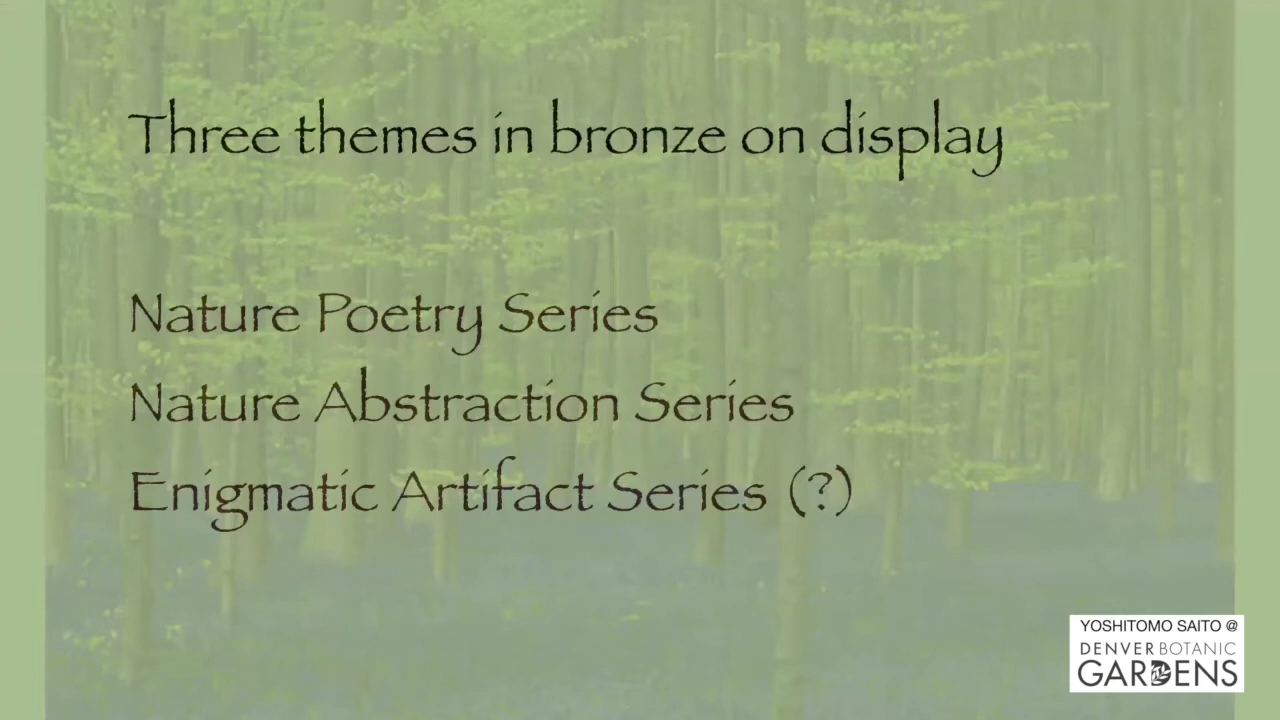 Three themes in bronze on display
Nature Poetry Series
Nature Abstraction Series
Enigmatic Artifact Series (?)
YOSHITOMO SAITO @
DENVER BOTANIC
GARDENS